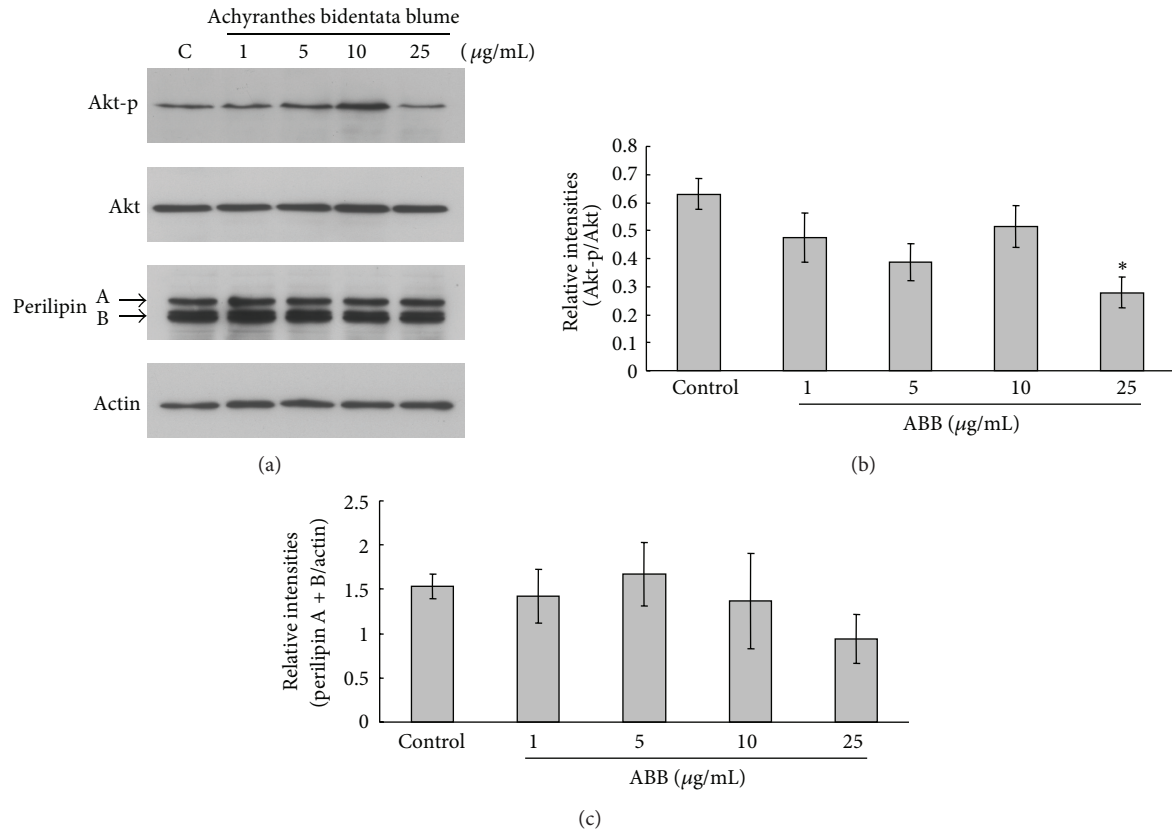 Achyranthes bidentata blume
C 1 5 10 25 (μg/mL)
Akt-p
Akt
Perilipin A
B
Actin
(a)
Relative intensities
(Akt-p/Akt)
0.8
0.7
0.6
0.5
0.4
0.3
0.2
0.1
0
*
Control 1 5 10 25
ABB (μg/mL)
(b)
Relative intensities
(perilipin A + B/actin)
2.5
2
1.5
1
0.5
0
Control 1 5 10 25
ABB (μg/mL)
(c)